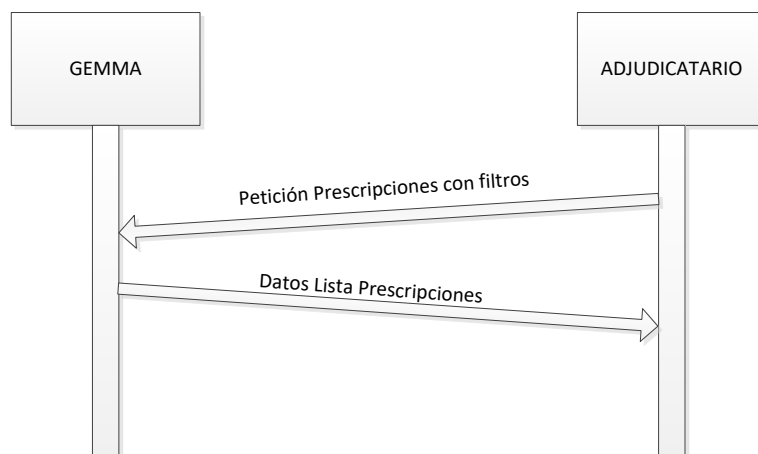 GEMMA
ADJUDICATARIO
Petición Prescripciones con filtros
Datos Lista Prescripciones